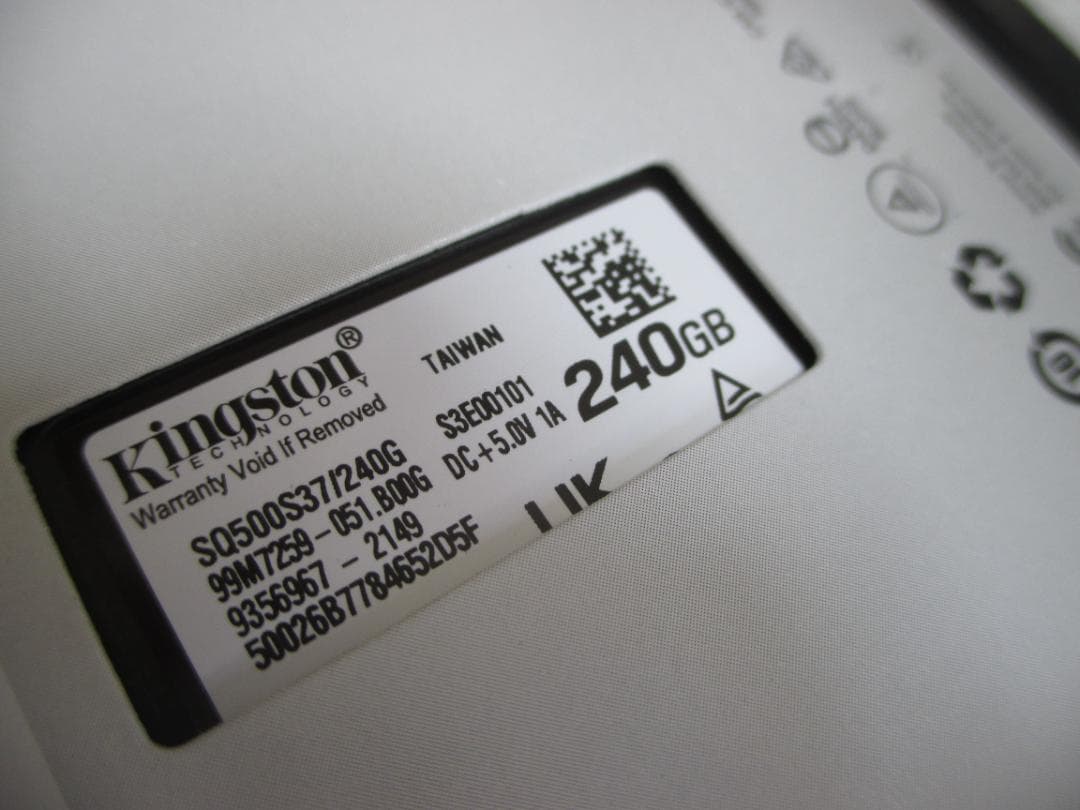 Kingston®
TECHNOLOGY
Warranty Void If Removed
TAIWAN
SQ500S37/240G S3E00101
99M7259-051.B00G DC+5.0V 1A
9356967 - 2149
50026B7784652D5F
240GB
UK